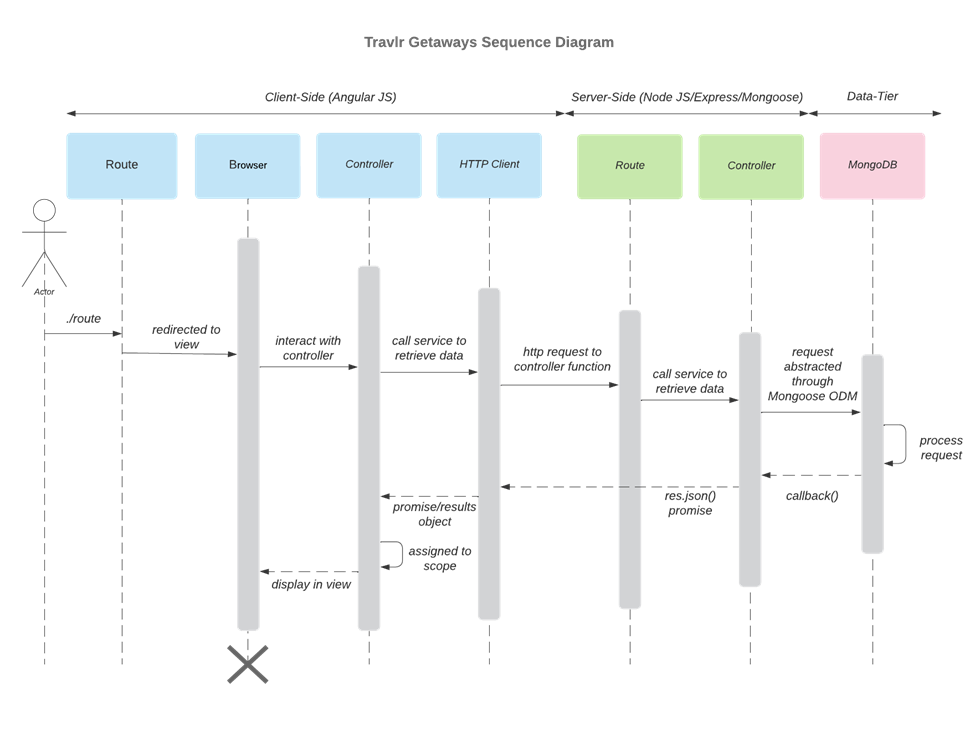 Travlr Getaways Sequence Diagram
Client-Side (Angular JS)
Server-Side (Node JS/Express/Mongoose)
Data-Tier
Route
Browser
Controller
HTTP Client
Route
Controller
MongoDB
Actor
./route
redirected to
view
interact with
controller
call service to
retrieve data
http request to
controller function
call service to
retrieve data
request
abstracted
through
Mongoose ODM
process
request
callback()
res.json()
promise
promise/results
object
assigned to
scope
display in view